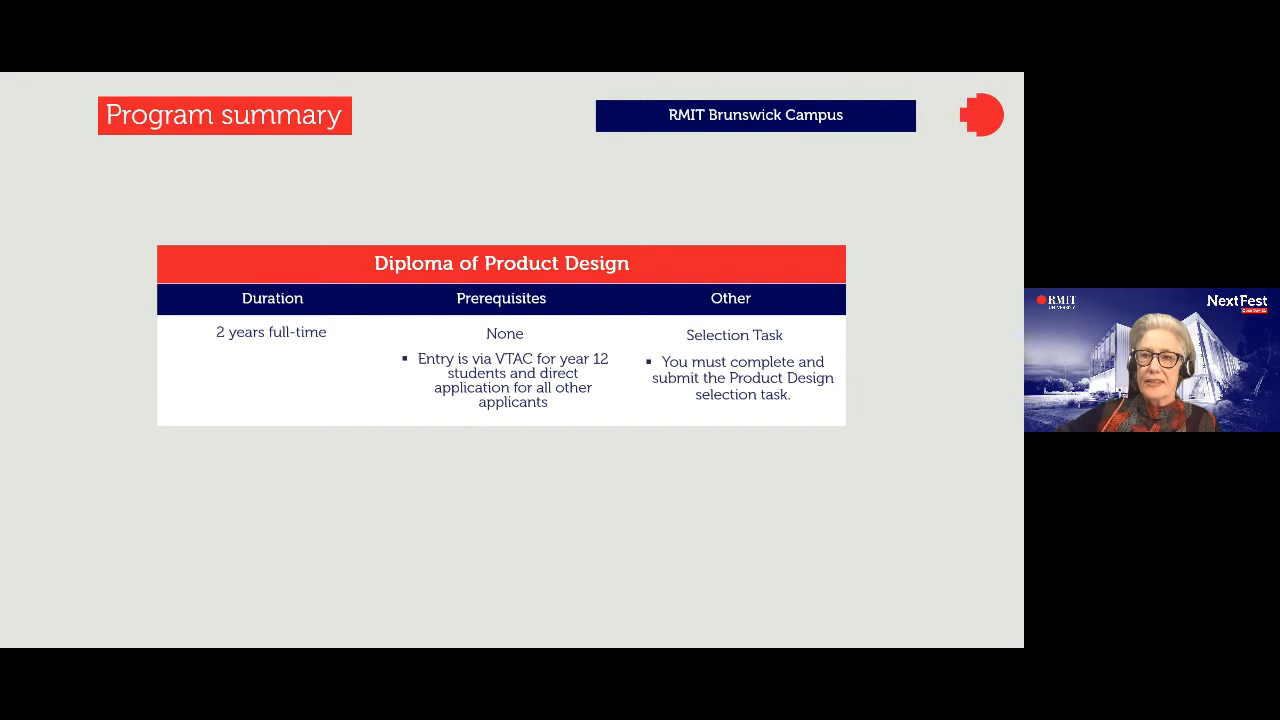 Program summary
RMIT Brunswick Campus
Diploma of Product Design
Duration
Prerequisites
Other
2 years full-time
None
▪ Entry is via VTAC for year 12
students and direct
application for all other
applicants
Selection Task
▪ You must complete and
submit the Product Design
selection task.
RMIT
UNIVERSITY
NextFest